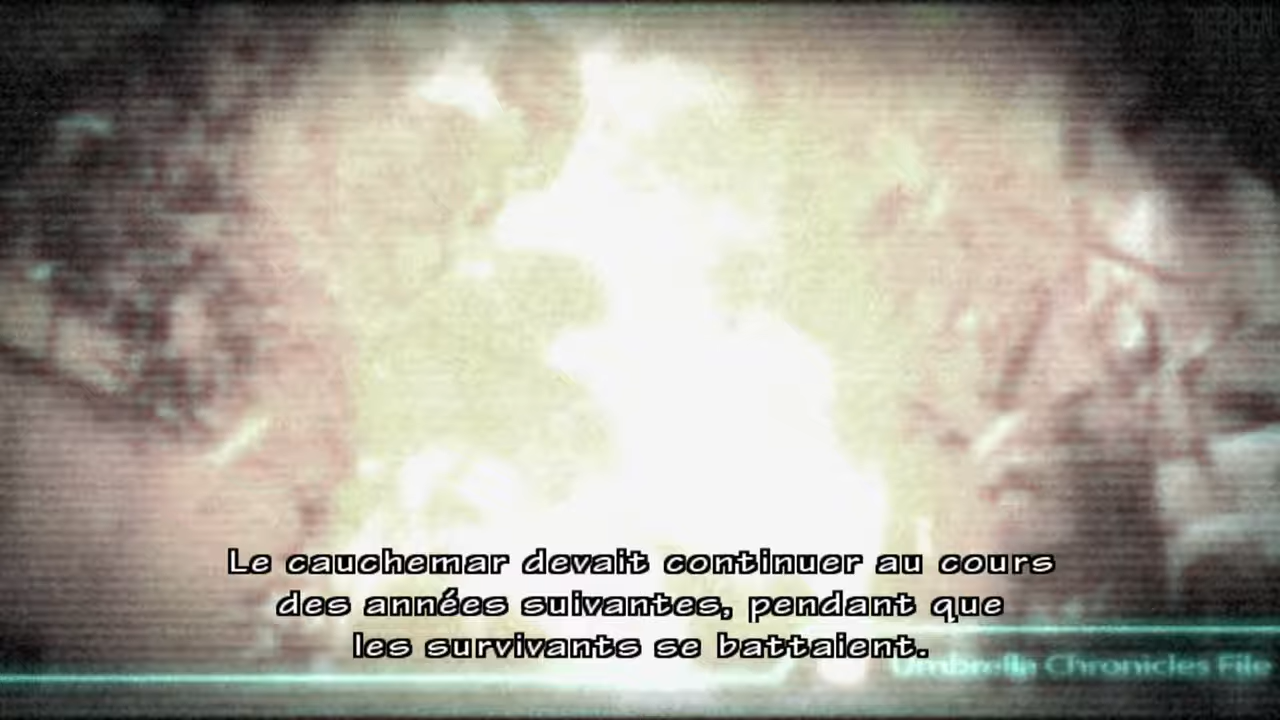 Le cauchemar devait continuer au cours
des années suivantes, pendant que
les survivants se battaient.
Umbrella Chronicles File